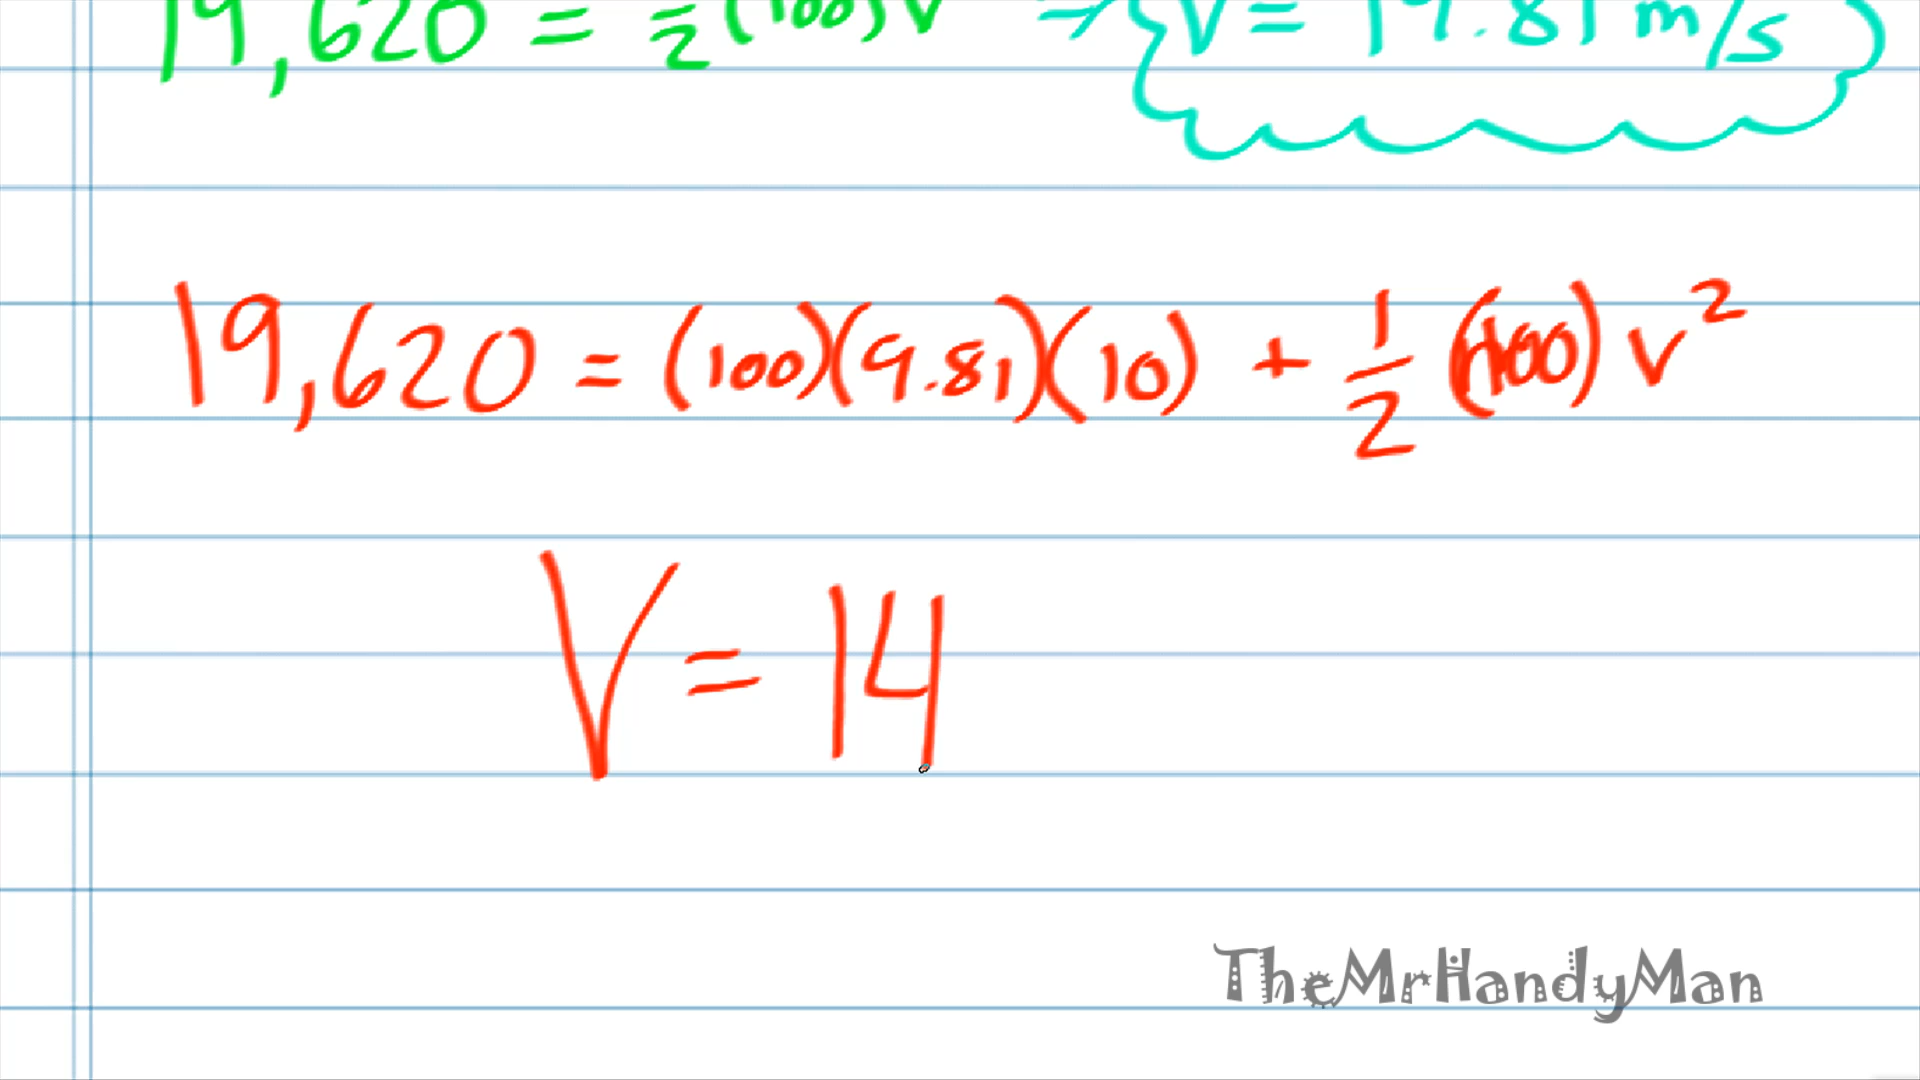 19,620 = 1/2 (100) v → V = 19.81 m/s
19,620 = (100)(9.81)(10) + 1/2 (100) v²
V = 14
TheMrHandyMan